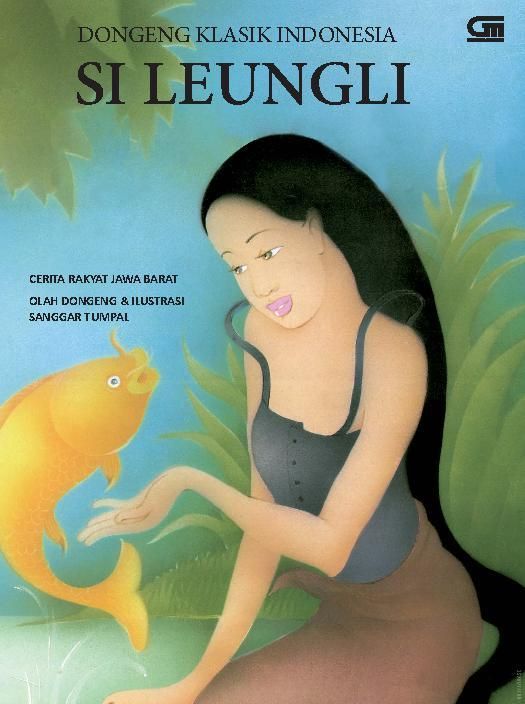 DONGENG KLASIK INDONESIA
SI LEUNGLI
CERITA RAKYAT JAWA BARAT
OLAH DONGENG & ILUSTRASI
SANGGAR TUMPAL